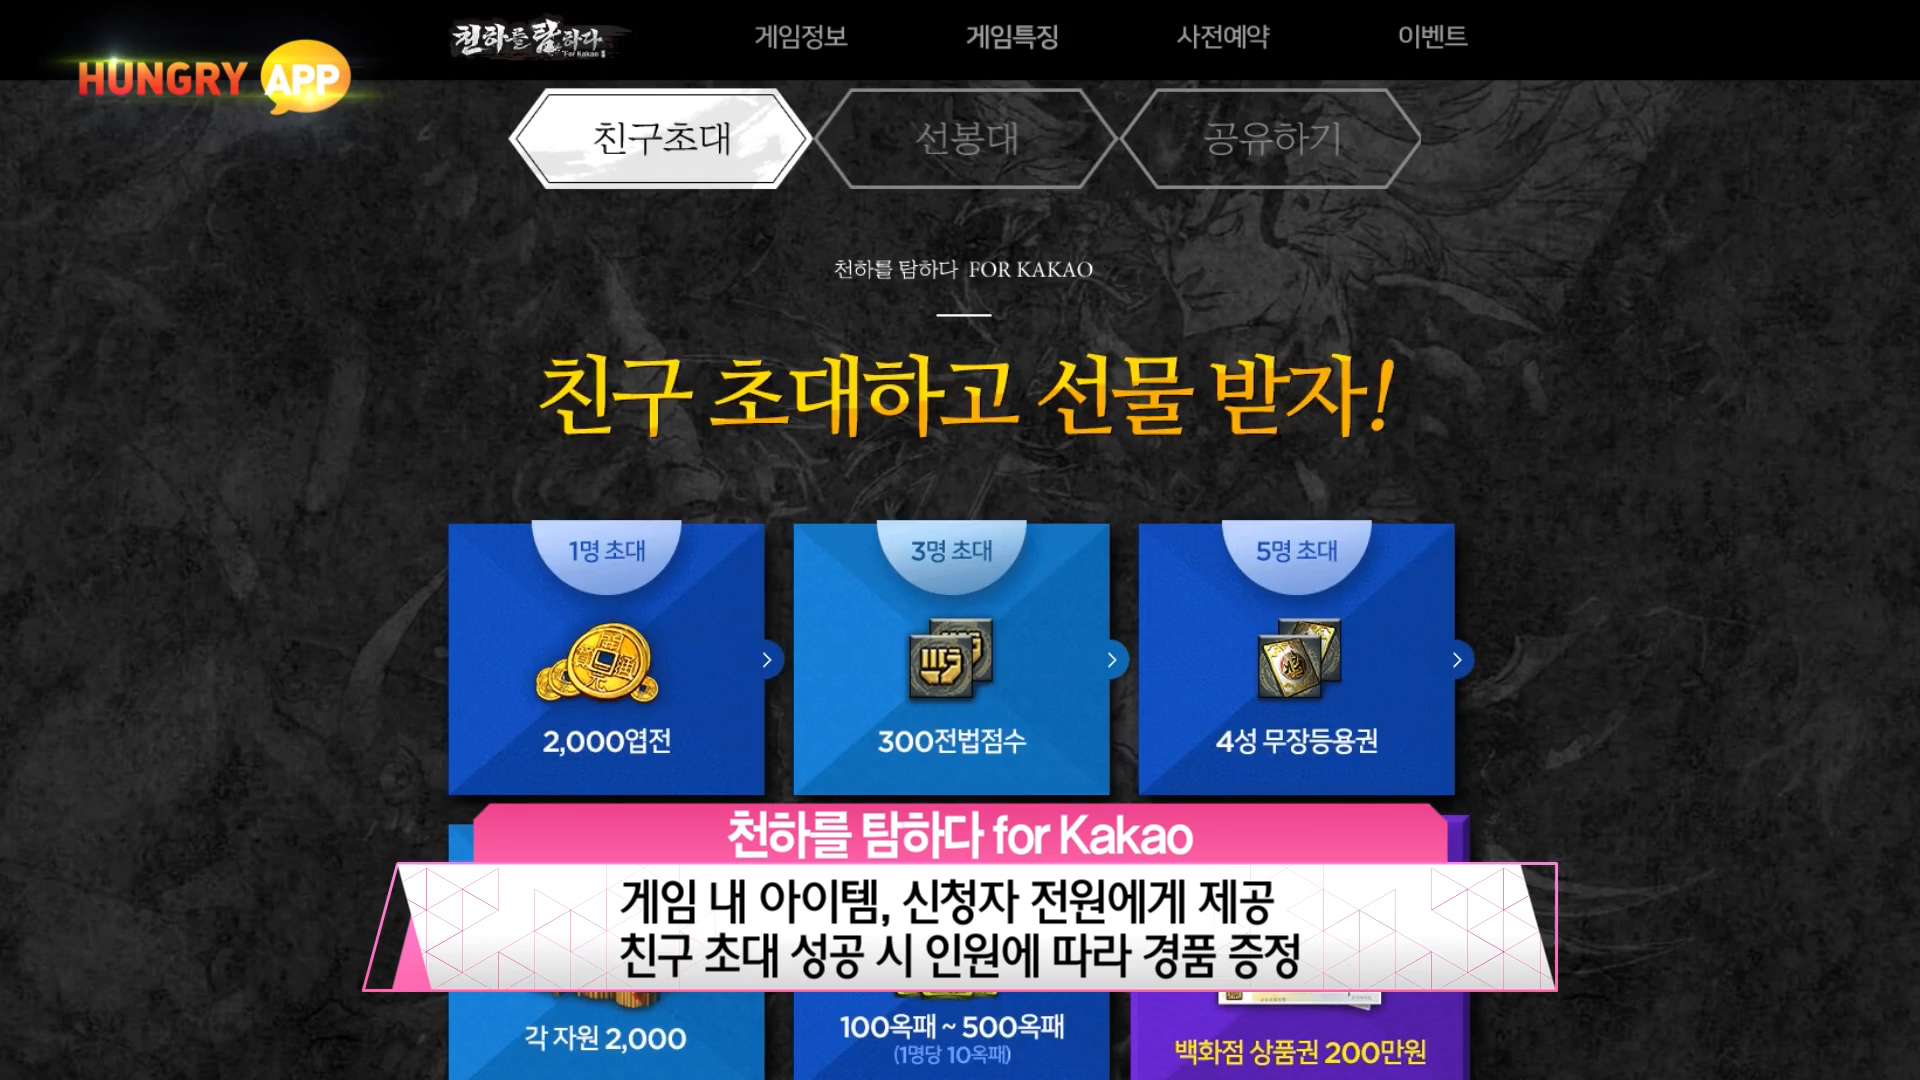 HUNGRY APP
천하를 탐하다 for Kakao
게임정보
게임특징
사전예약
이벤트
친구초대
선봉대
공유하기
천하를 탐하다 FOR KAKAO
친구 초대하고 선물 받자!
1명 초대
3명 초대
5명 초대
2,000엽전
300전법점수
4성 무장등용권
천하를 탐하다 for Kakao
게임 내 아이템, 신청자 전원에게 제공
친구 초대 성공 시 인원에 따라 경품 증정
각 자원 2,000
100옥패 ~ 500옥패
(1명당 10옥패)
백화점 상품권 200만원